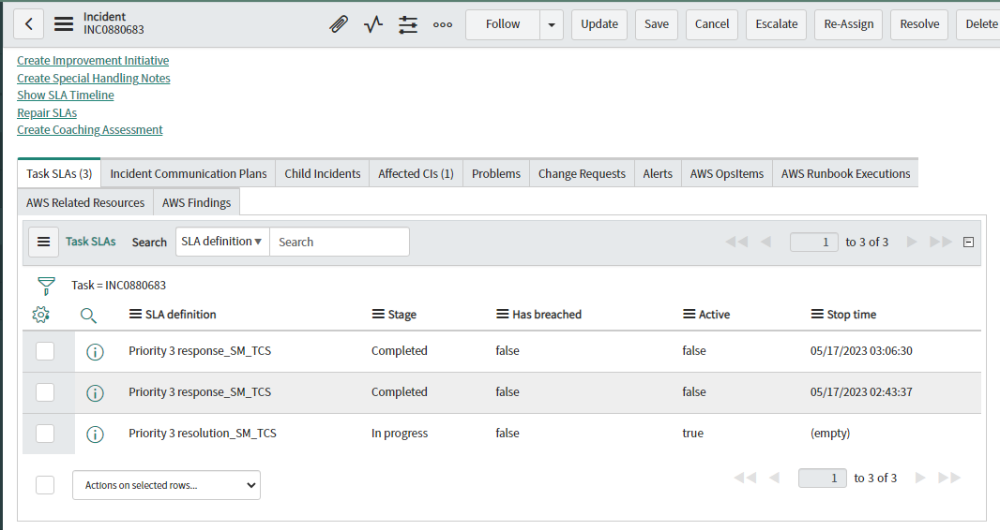 Incident
INC0880683
Follow
Update
Save
Cancel
Escalate
Re-Assign
Resolve
Delete
Create Improvement Initiative
Create Special Handling Notes
Show SLA Timeline
Repair SLAs
Create Coaching Assessment
Task SLAs (3)
Incident Communication Plans
Child Incidents
Affected CIs (1)
Problems
Change Requests
Alerts
AWS OpsItems
AWS Runbook Executions
AWS Related Resources
AWS Findings
Task SLAs
Search
SLA definition
Search
1 to 3 of 3
Task = INC0880683
SLA definition Stage Has breached Active Stop time
Priority 3 response_SM_TCS Completed false false 05/17/2023 03:06:30
Priority 3 response_SM_TCS Completed false false 05/17/2023 02:43:37
Priority 3 resolution_SM_TCS In progress false true (empty)
Actions on selected rows...
1 to 3 of 3